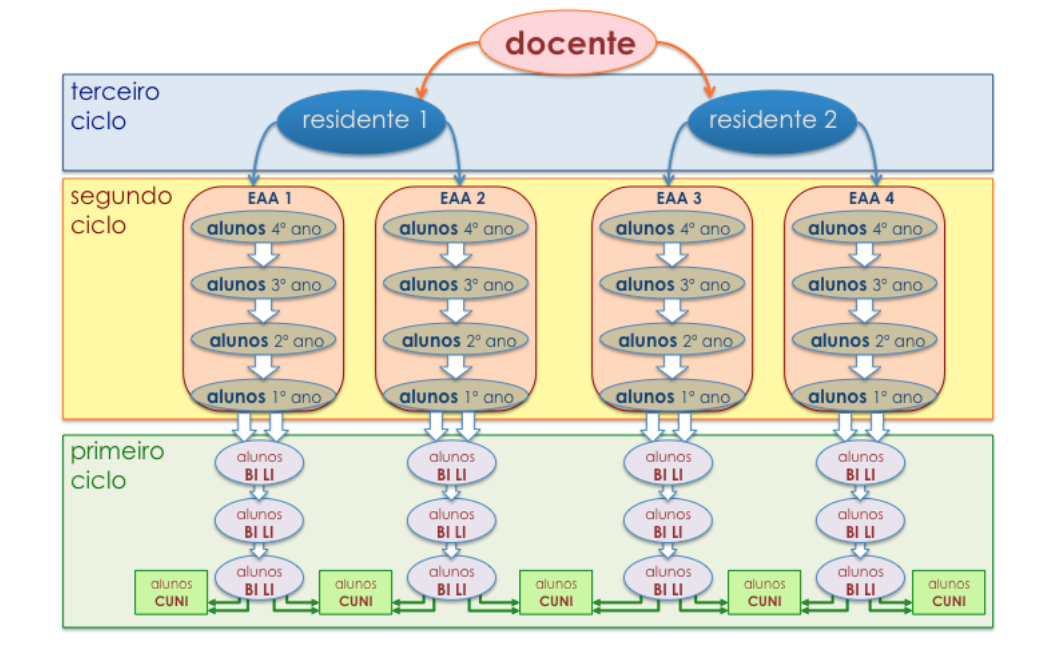 docente
terceiro
ciclo
residente 1
residente 2
segundo
ciclo
EAA 1
EAA 2
EAA 3
EAA 4
alunos 4º ano
alunos 4º ano
alunos 4º ano
alunos 4º ano
alunos 3º ano
alunos 3º ano
alunos 3º ano
alunos 3º ano
alunos 2º ano
alunos 2º ano
alunos 2º ano
alunos 2º ano
alunos 1º ano
alunos 1º ano
alunos 1º ano
alunos 1º ano
primeiro
ciclo
alunos
BI LI
alunos
BI LI
alunos
BI LI
alunos
BI LI
alunos
BI LI
alunos
BI LI
alunos
BI LI
alunos
BI LI
alunos
CUNI
alunos
BI LI
alunos
CUNI
alunos
BI LI
alunos
CUNI
alunos
BI LI
alunos
CUNI
alunos
BI LI
alunos
CUNI